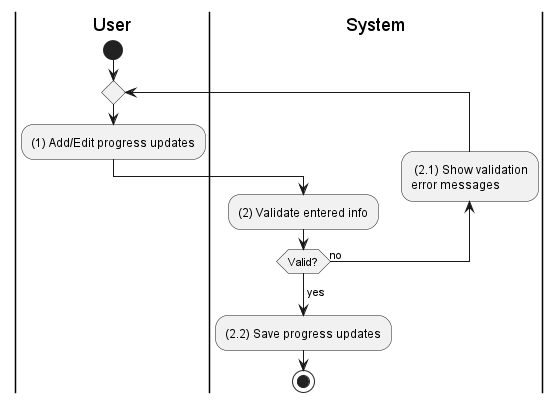 User
System
(1) Add/Edit progress updates
(2.1) Show validation
error messages
(2) Validate entered info
Valid?
no
yes
(2.2) Save progress updates